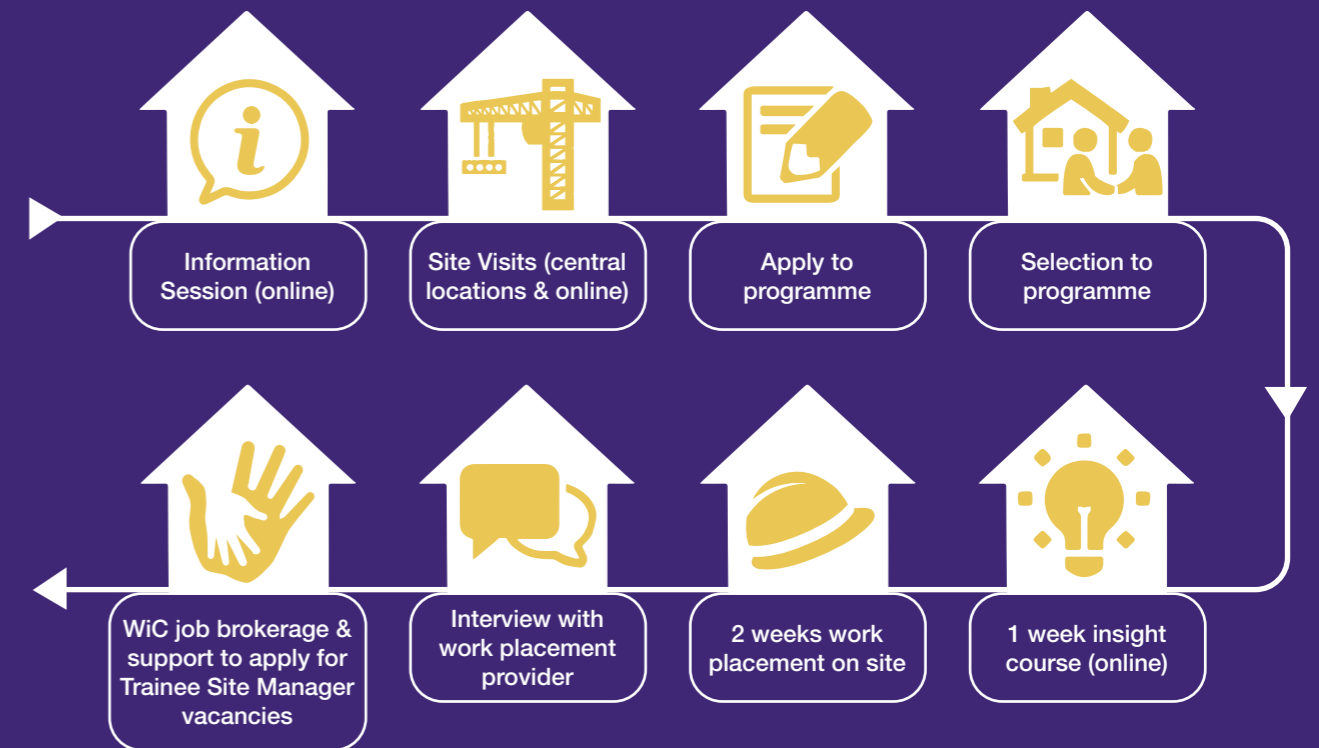 Information
Session (online)
Site Visits (central
locations & online)
Apply to
programme
Selection to
programme
1 week insight
course (online)
2 weeks work
placement on site
Interview with
work placement
provider
WiC job brokerage &
support to apply for
Trainee Site Manager
vacancies